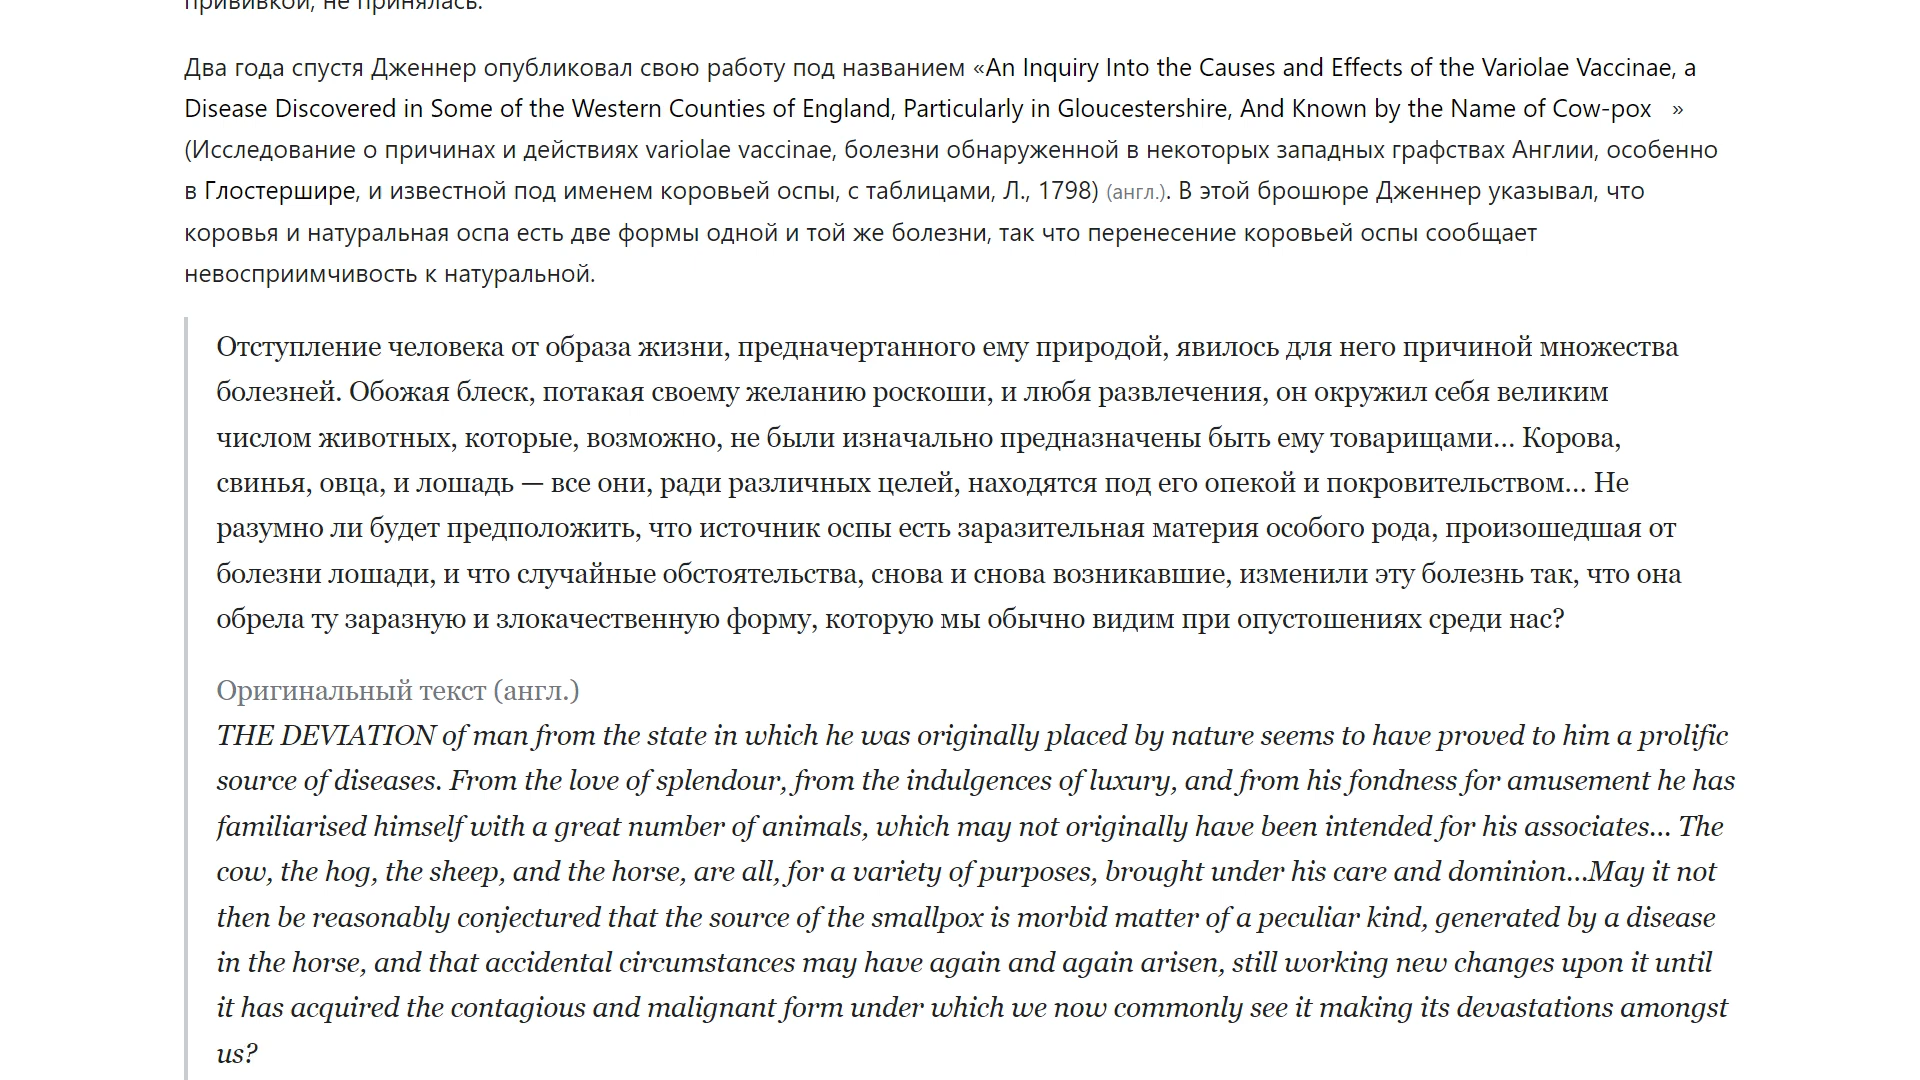 прививкой, не принялась.
Два года спустя Дженнер опубликовал свою работу под названием «An Inquiry Into the Causes and Effects of the Variolae Vaccinae, a
Disease Discovered in Some of the Western Counties of England, Particularly in Gloucestershire, And Known by the Name of Cow-pox »
(Исследование о причинах и действиях variolae vaccinae, болезни обнаруженной в некоторых западных графствах Англии, особенно
в Глостершире, и известной под именем коровьей оспы, с таблицами, Л., 1798) (англ.). В этой брошюре Дженнер указывал, что
коровья и натуральная оспа есть две формы одной и той же болезни, так что перенесение коровьей оспы сообщает
невосприимчивость к натуральной.
Отступление человека от образа жизни, предначертанного ему природой, явилось для него причиной множества
болезней. Обожая блеск, потакая своему желанию роскоши, и любя развлечения, он окружил себя великим
числом животных, которые, возможно, не были изначально предназначены быть ему товарищами… Корова,
свинья, овца, и лошадь — все они, ради различных целей, находятся под его опекой и покровительством… Не
разумно ли будет предположить, что источник оспы есть заразительная материя особого рода, произошедшая от
болезни лошади, и что случайные обстоятельства, снова и снова возникавшие, изменили эту болезнь так, что она
обрела ту заразную и злокачественную форму, которую мы обычно видим при опустошениях среди нас?
Оригинальный текст (англ.)
THE DEVIATION of man from the state in which he was originally placed by nature seems to have proved to him a prolific
source of diseases. From the love of splendour, from the indulgences of luxury, and from his fondness for amusement he has
familiarised himself with a great number of animals, which may not originally have been intended for his associates… The
cow, the hog, the sheep, and the horse, are all, for a variety of purposes, brought under his care and dominion…May it not
then be reasonably conjectured that the source of the smallpox is morbid matter of a peculiar kind, generated by a disease
in the horse, and that accidental circumstances may have again and again arisen, still working new changes upon it until
it has acquired the contagious and malignant form under which we now commonly see it making its devastations amongst
us?